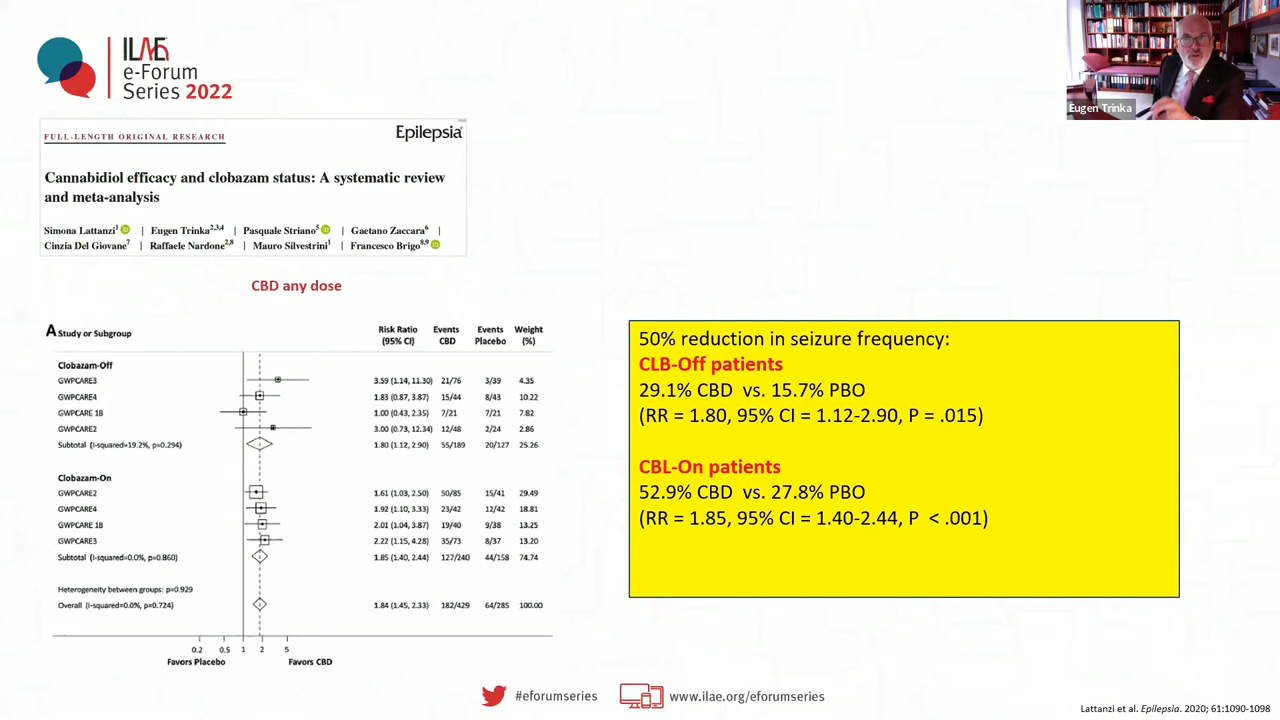 ILAE
e-Forum
Series 2022
Eugen Trinka
FULL-LENGTH ORIGINAL RESEARCH
Epilepsia
Cannabidiol efficacy and clobazam status: A systematic review
and meta-analysis
Simona Lattanzi1 | Eugen Trinka2,3,4 | Pasquale Striano5 | Gaetano Zaccara6 |
Cinzia Del Giovane7 | Raffaele Nardone2,8 | Mauro Silvestrini1 | Francesco Brigo8,9
CBD any dose
A Study or Subgroup Risk Ratio (95% CI) Events CBD Events Placebo Weight (%)
Clobazam-Off
GWPCARE3 3.59 (1.14, 11.30) 21/76 3/39 4.35
GWPCARE4 1.83 (0.87, 3.87) 15/44 8/43 10.22
GWPCARE 1B 1.00 (0.43, 2.35) 7/21 7/21 7.82
GWPCARE2 3.00 (0.73, 12.34) 12/48 2/24 2.86
Subtotal (I-squared=19.2%, p=0.294) 1.80 (1.12, 2.90) 55/189 20/127 25.26
Clobazam-On
GWPCARE2 1.61 (1.03, 2.50) 50/85 15/41 29.49
GWPCARE4 1.92 (1.10, 3.33) 23/42 12/42 18.81
GWPCARE 1B 2.01 (1.04, 3.87) 19/40 9/38 13.25
GWPCARE3 2.22 (1.15, 4.28) 35/73 8/37 13.20
Subtotal (I-squared=0.0%, p=0.860) 1.85 (1.40, 2.44) 127/240 44/158 74.74
Heterogeneity between groups: p=0.929
Overall (I-squared=0.0%, p=0.724) 1.84 (1.45, 2.33) 182/429 64/285 100.00
0.2 0.5 1 2 5
Favors Placebo Favors CBD
50% reduction in seizure frequency:
CLB-Off patients
29.1% CBD vs. 15.7% PBO
(RR = 1.80, 95% CI = 1.12-2.90, P = .015)
CBL-On patients
52.9% CBD vs. 27.8% PBO
(RR = 1.85, 95% CI = 1.40-2.44, P < .001)
#eforumseries
www.ilae.org/eforumseries
Lattanzi et al. Epilepsia. 2020; 61:1090-1098